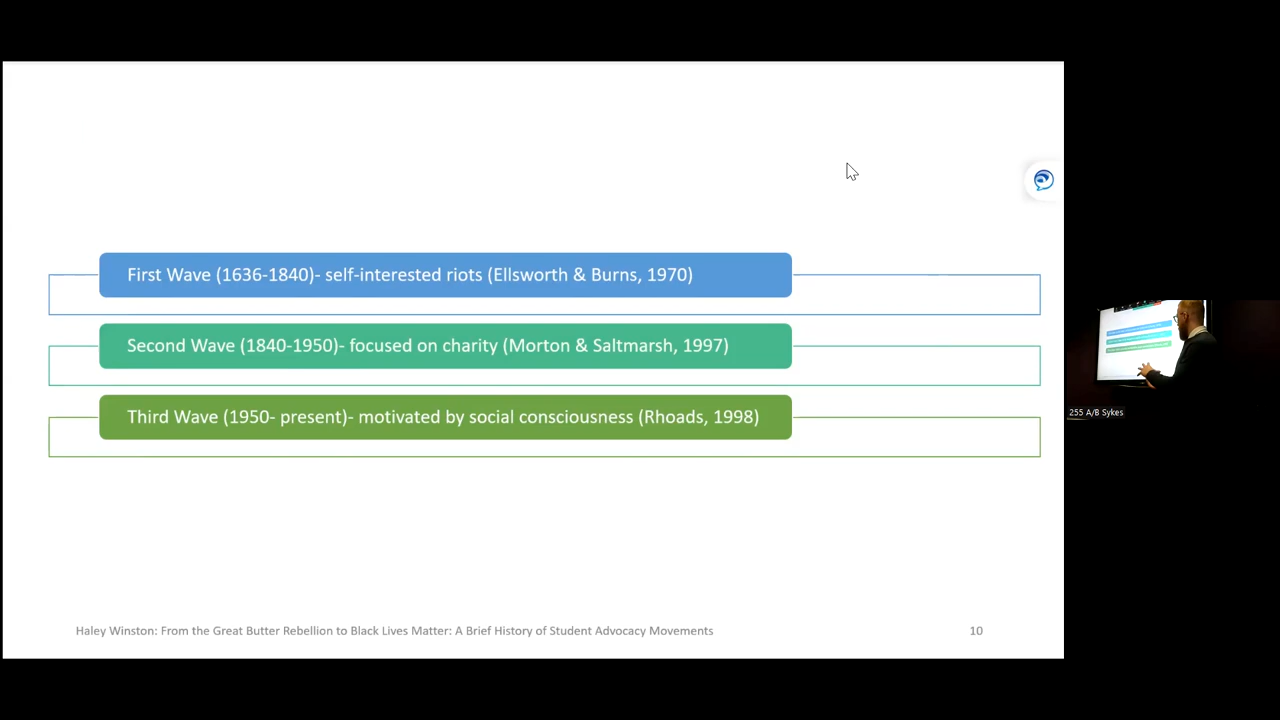 First Wave (1636-1840)- self-interested riots (Ellsworth & Burns, 1970)
Second Wave (1840-1950)- focused on charity (Morton & Saltmarsh, 1997)
Third Wave (1950- present)- motivated by social consciousness (Rhoads, 1998)
255 A/B Sykes
Haley Winston: From the Great Butter Rebellion to Black Lives Matter: A Brief History of Student Advocacy Movements
10